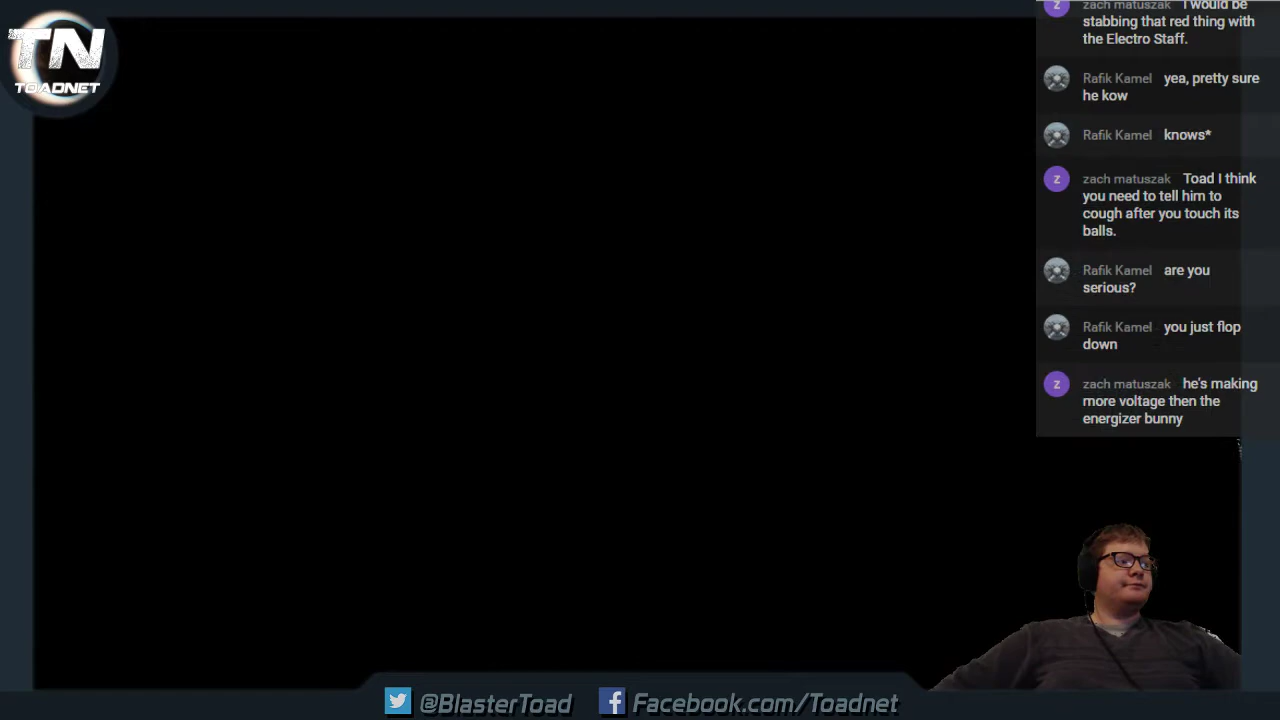 TN
TOADNET
zach matuszak I would be
stabbing that red thing with
the Electro Staff.
Rafik Kamel yea, pretty sure
he kow
Rafik Kamel knows*
z
zach matuszak Toad I think
you need to tell him to
cough after you touch its
balls.
Rafik Kamel are you
serious?
Rafik Kamel you just flop
down
z
zach matuszak he's making
more voltage then the
energizer bunny
@BlasterToad
Facebook.com/Toadnet